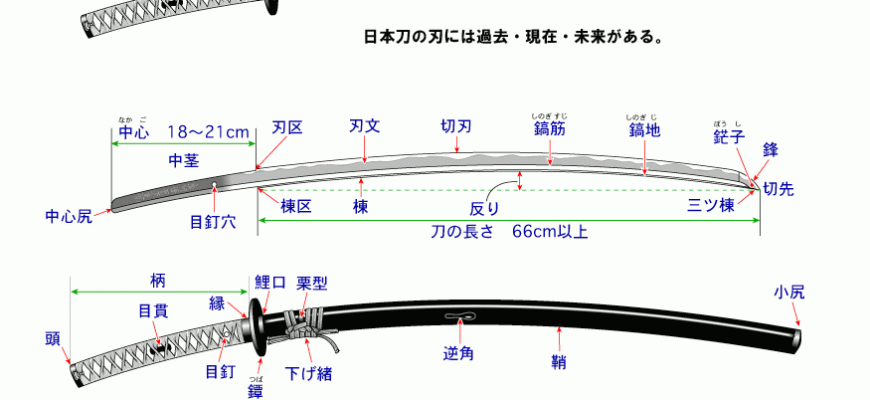 日本刀の刃には過去・現在・未来がある。
なかご
中心 18〜21cm
中茎
刃区
刃文
切刃
しのぎすじ
鎬筋
しのぎじ
鎬地
ぼうし
鋩子
鋒
切先
中心尻
目釘穴
棟区
棟
反り
三ツ棟
刀の長さ 66cm以上
柄
鯉口
栗型
縁
目貫
頭
小尻
逆角
鞘
目釘
下げ緒
つば
鐔